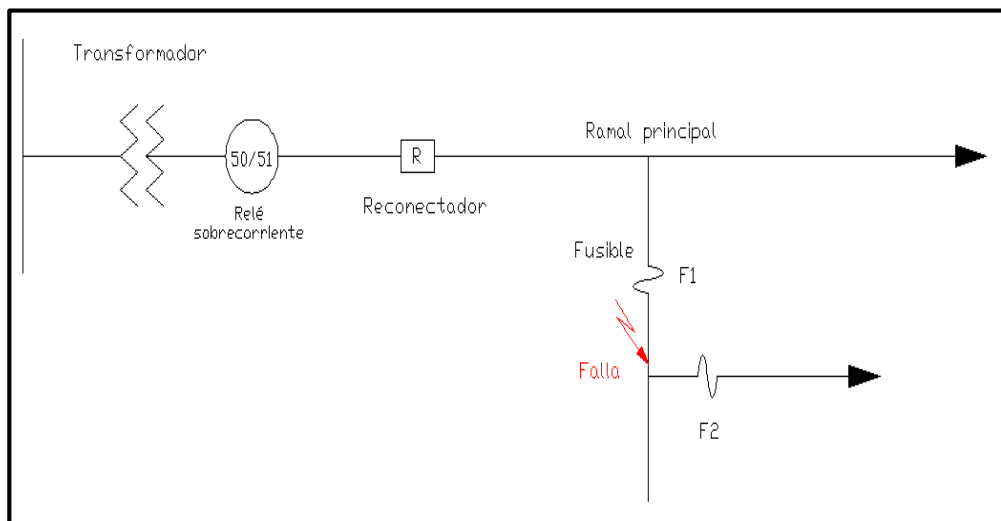 Transformador
50/51
Relé
sobrecorriente
R
Reconectador
Ramal principal
Fusible
F1
Falla
F2